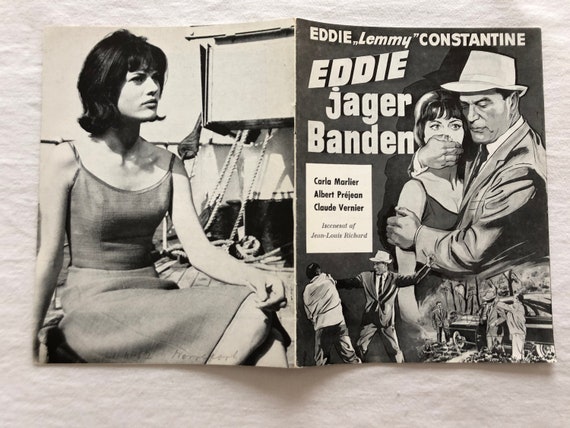 EDDIE „Lemmy” CONSTANTINE
EDDIE
jager
Banden
Carla Marlier
Albert Préjean
Claude Vernier
Iscenesat af
Jean-Louis Richard